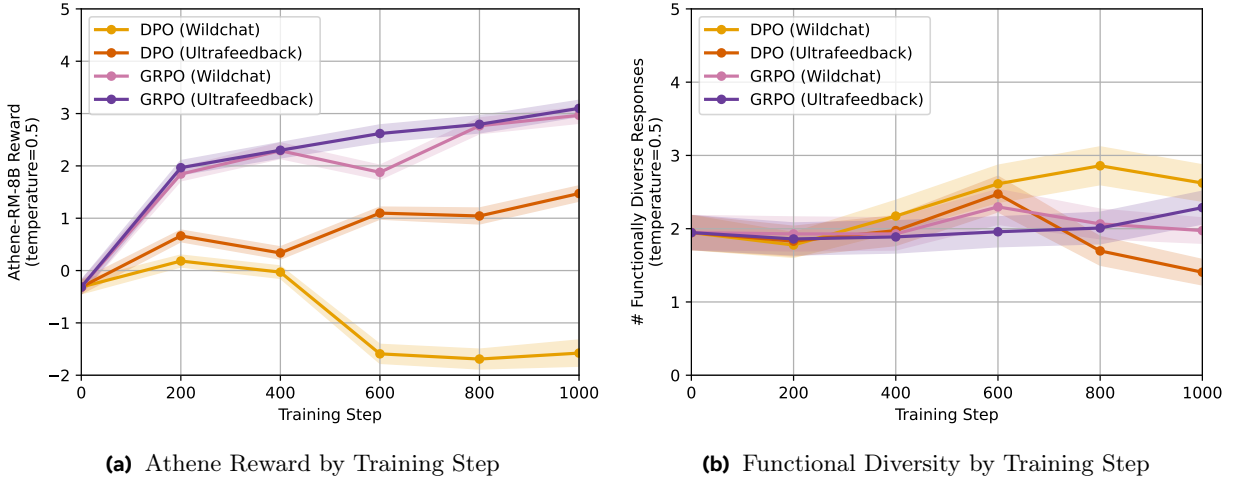 5
4
3
2
1
0
−1
−2
Athene-RM-8B Reward
(temperature=0.5)
DPO (Wildchat)
DPO (Ultrafeedback)
GRPO (Wildchat)
GRPO (Ultrafeedback)
0 200 400 600 800 1000
Training Step
(a) Athene Reward by Training Step
5
4
3
2
1
0
# Functionally Diverse Responses
(temperature=0.5)
DPO (Wildchat)
DPO (Ultrafeedback)
GRPO (Wildchat)
GRPO (Ultrafeedback)
0 200 400 600 800 1000
Training Step
(b) Functional Diversity by Training Step